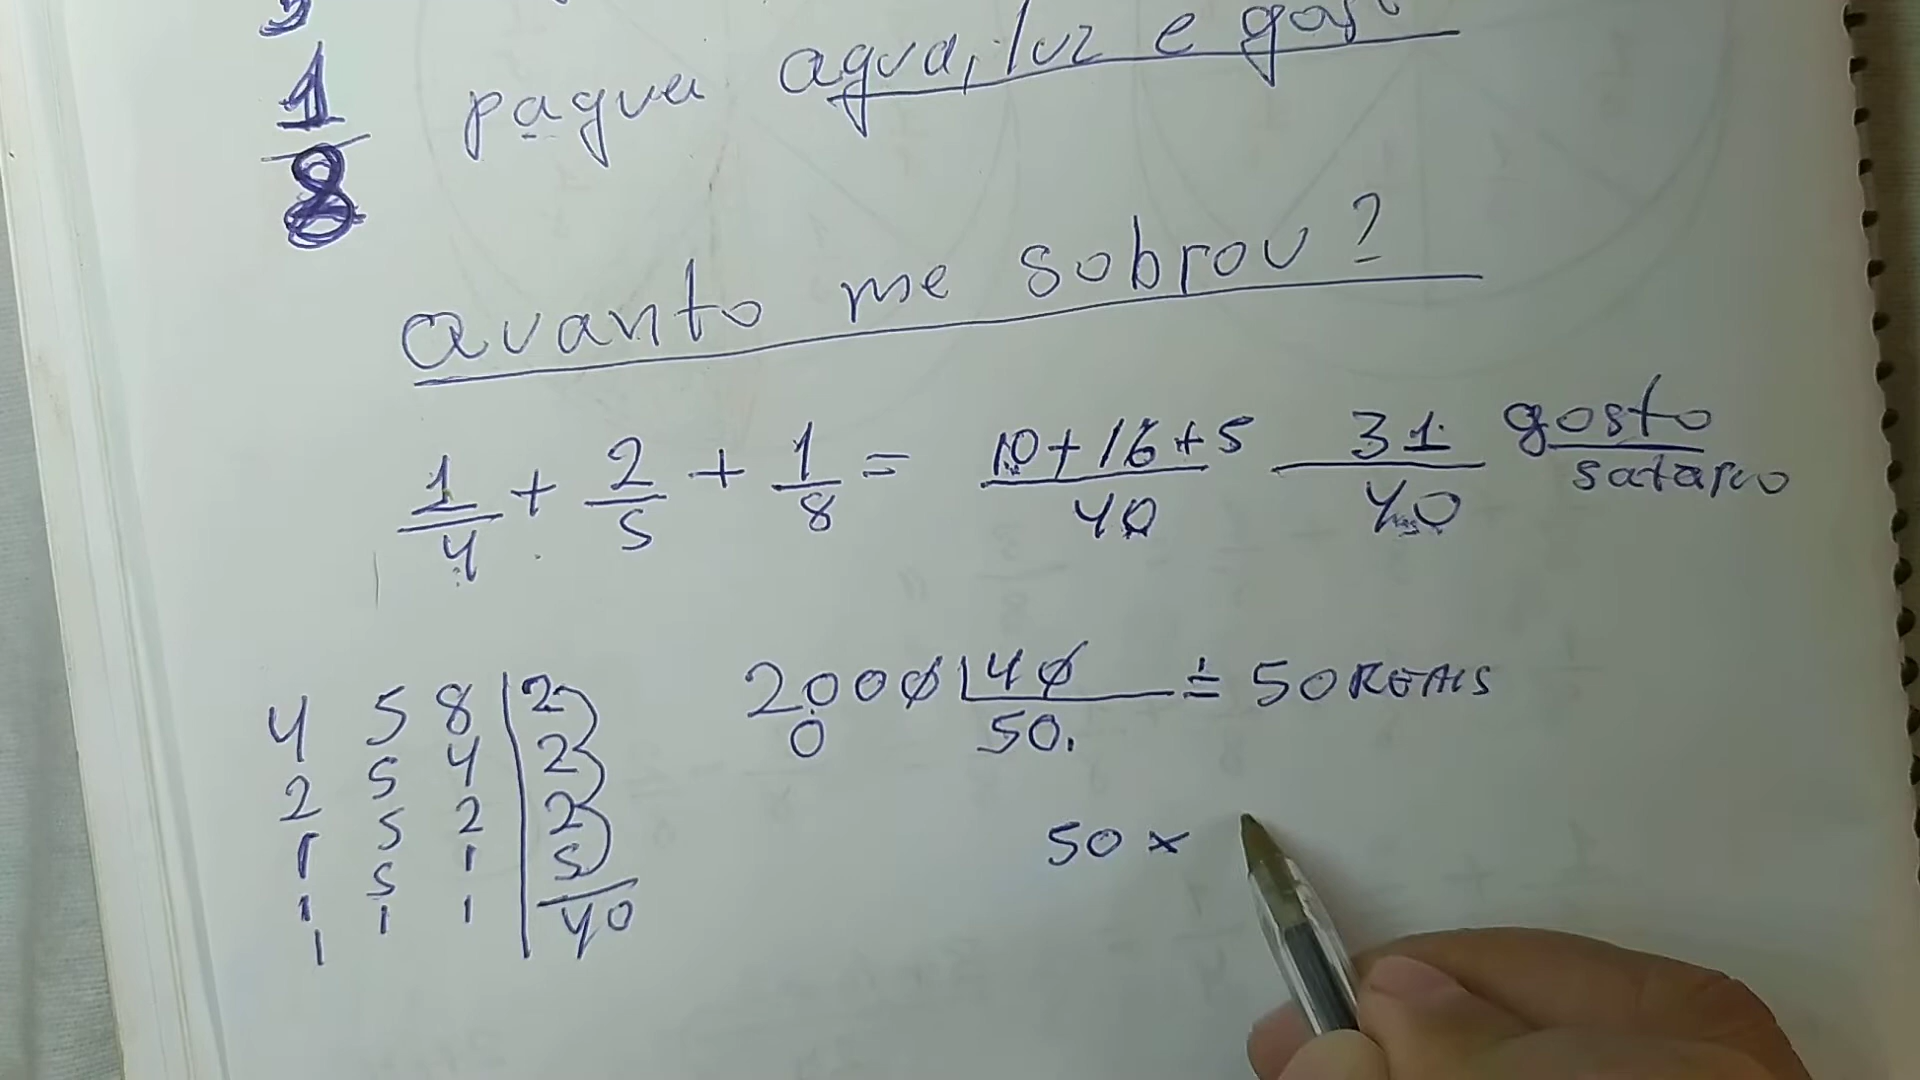 1/8 paguei agua, luz e gas
Quanto me sobrou?
1/4 + 2/5 + 1/8 = 10+16+5/40 31/40 gasto/salario
2000 | 40 = 50 REAIS
0 50.
50 ×
4 5 8 | 2
2 5 4 | 2
1 5 2 | 2
1 5 1 | 5
1 1 1 | 40